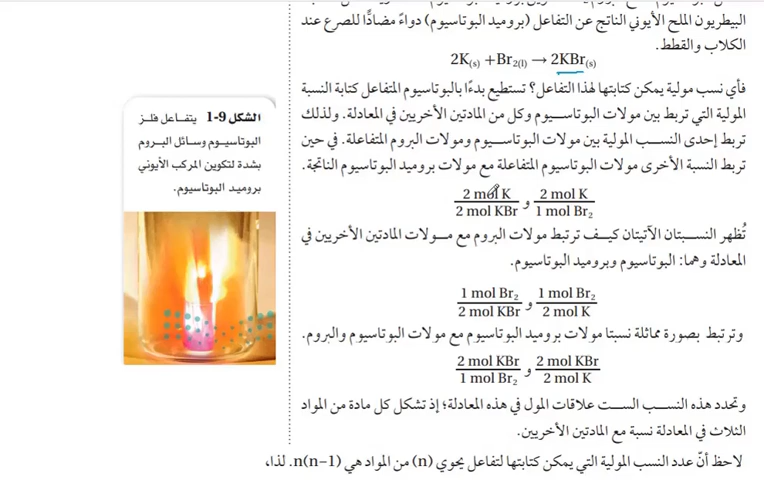 البيطريون الملح الأيوني الناتج عن التفاعل (بروميد البوتاسيوم) دواءً مضادًّا للصرع عند
الكلاب والقطط.
2K(s) +Br2(l) → 2KBr(s)
فأي نسب مولية يمكن كتابتها لهذا التفاعل؟ تستطيع بدءًا بالبوتاسيوم المتفاعل كتابة النسبة
المولية التي تربط بين مولات البوتاسيوم وكل من المادتين الأخريين في المعادلة. ولذلك
تربط إحدى النسب المولية بين مولات البوتاسيوم ومولات البروم المتفاعلة. في حين
تربط النسبة الأخرى مولات البوتاسيوم المتفاعلة مع مولات بروميد البوتاسيوم الناتجة.
2 mol K / 1 mol Br2 و 2 mol K / 2 mol KBr
تُظهر النسبتان الآتيتان كيف ترتبط مولات البروم مع مولات المادتين الأخريين في
المعادلة وهما: البوتاسيوم وبروميد البوتاسيوم.
1 mol Br2 / 2 mol K و 1 mol Br2 / 2 mol KBr
وترتبط بصورة مماثلة نسبتا مولات بروميد البوتاسيوم مع مولات البوتاسيوم والبروم.
2 mol KBr / 2 mol K و 2 mol KBr / 1 mol Br2
وتحدد هذه النسب الست علاقات المول في هذه المعادلة؛ إذ تشكل كل مادة من المواد
الثلاث في المعادلة نسبة مع المادتين الأخريين.
لاحظ أنّ عدد النسب المولية التي يمكن كتابتها لتفاعل يحوي (n) من المواد هي n(n−1). لذا،
الشكل 9-1 يتفاعل فلز
البوتاسيوم وسائل البروم
بشدة لتكوين المركب الأيوني
بروميد البوتاسيوم.